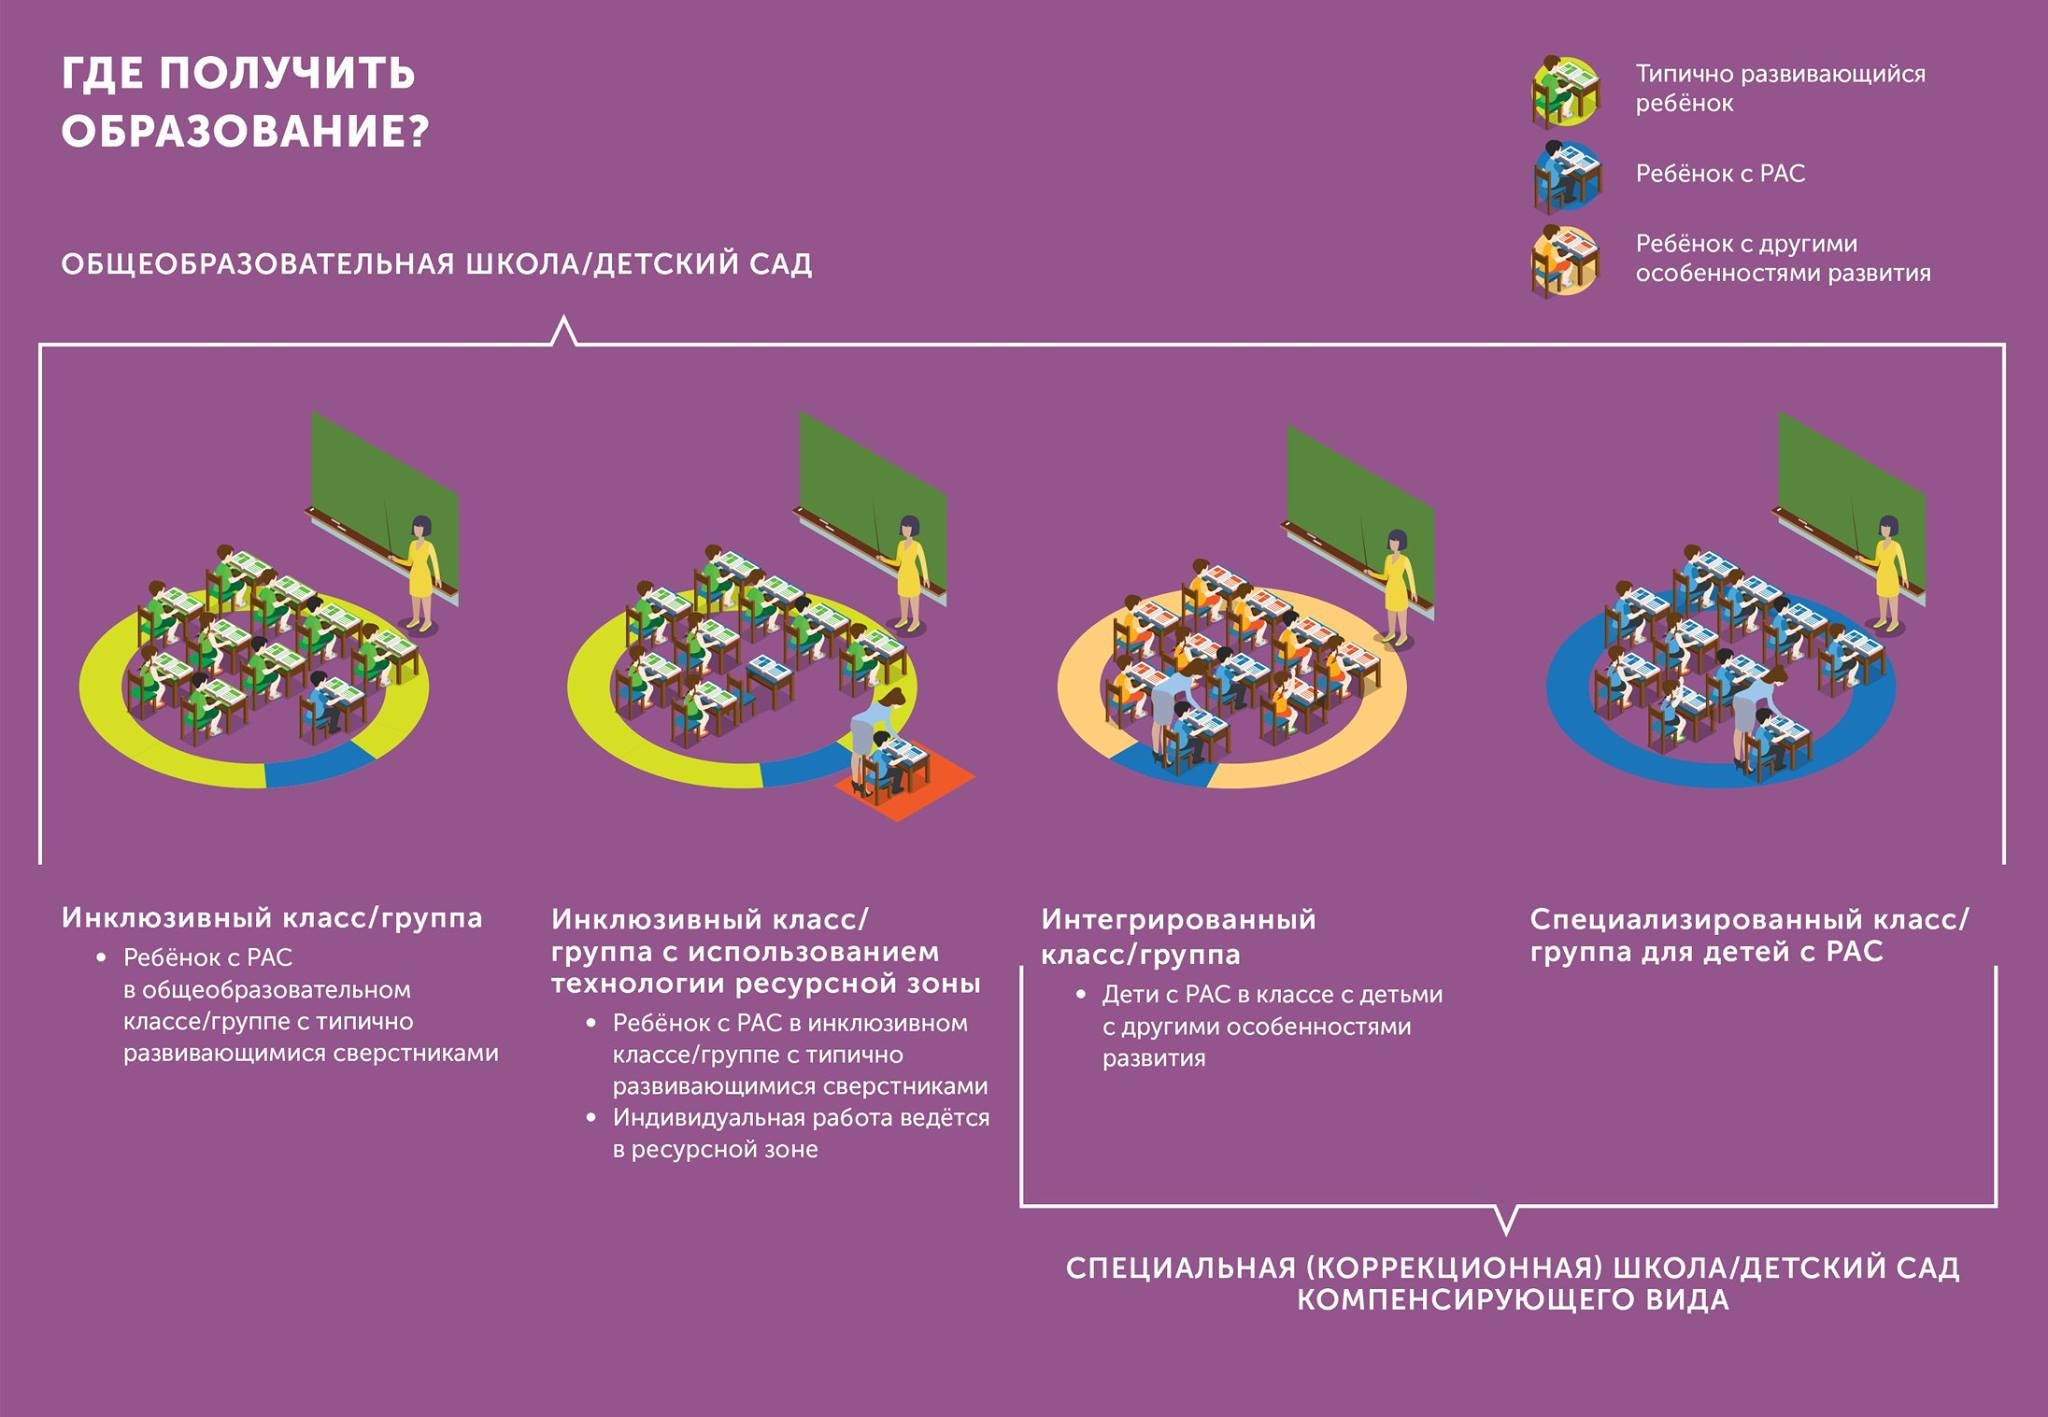 ГДЕ ПОЛУЧИТЬ
ОБРАЗОВАНИЕ?
Типично развивающийся
ребёнок
Ребёнок с РАС
Ребёнок с другими
особенностями развития
ОБЩЕОБРАЗОВАТЕЛЬНАЯ ШКОЛА/ДЕТСКИЙ САД
Инклюзивный класс/группа
• Ребёнок с РАС
в общеобразовательном
классе/группе с типично
развивающимися сверстниками
Инклюзивный класс/
группа с использованием
технологии ресурсной зоны
• Ребёнок с РАС в инклюзивном
классе/группе с типично
развивающимися сверстниками
• Индивидуальная работа ведётся
в ресурсной зоне
Интегрированный
класс/группа
• Дети с РАС в классе с детьми
с другими особенностями
развития
Специализированный класс/
группа для детей с РАС
СПЕЦИАЛЬНАЯ (КОРРЕКЦИОННАЯ) ШКОЛА/ДЕТСКИЙ САД
КОМПЕНСИРУЮЩЕГО ВИДА